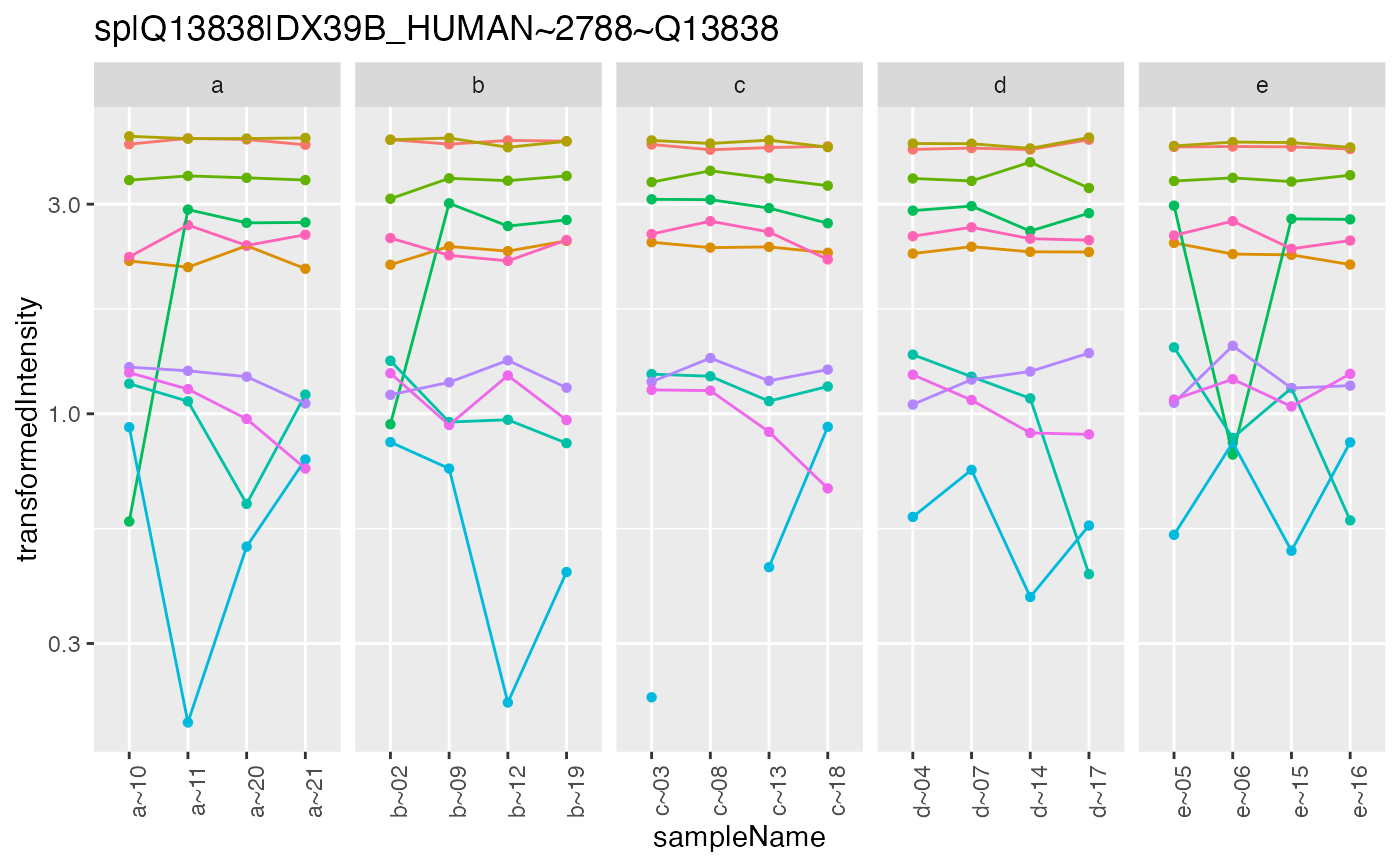 sp|Q13838|DX39B_HUMAN~2788~Q13838
a b c d e
transformedIntensity
3.0
1.0
0.3
a~10 a~11 a~20 a~21 b~02 b~09 b~12 b~19 c~03 c~08 c~13 c~18 d~04 d~07 d~14 d~17 e~05 e~06 e~15 e~16
sampleName